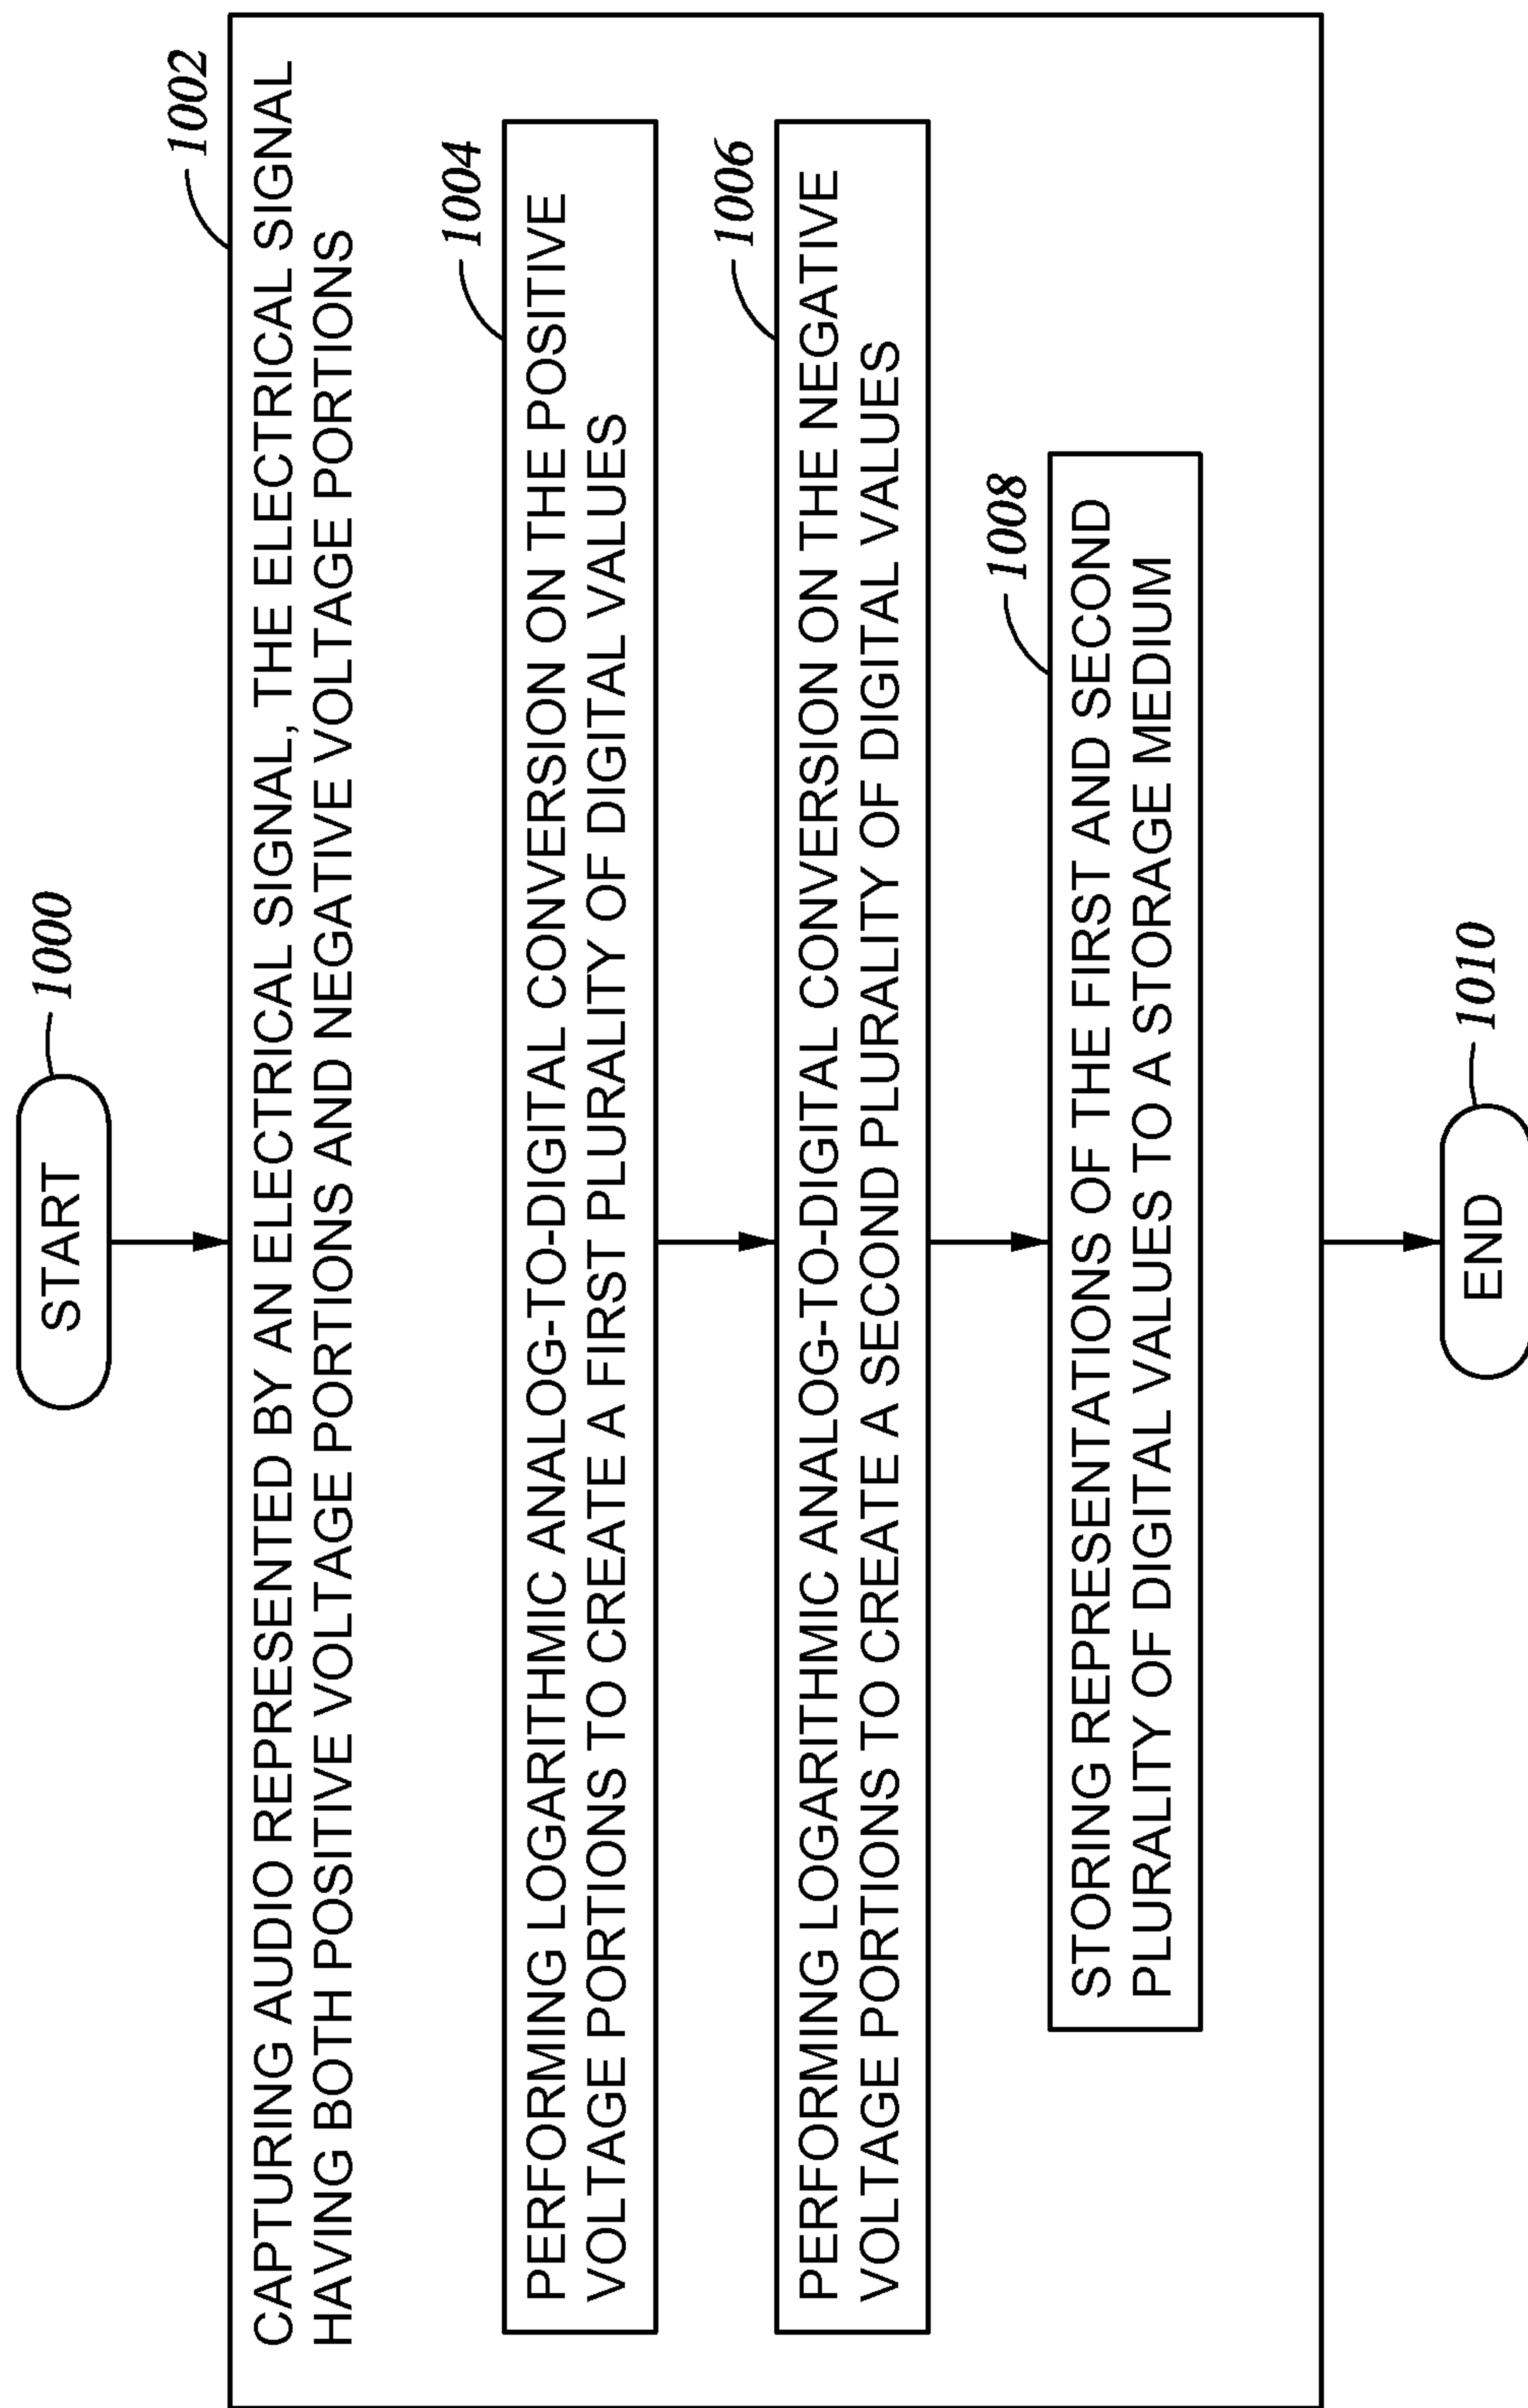 START
1000
1002
CAPTURING AUDIO REPRESENTED BY AN ELECTRICAL SIGNAL, THE ELECTRICAL SIGNAL
HAVING BOTH POSITIVE VOLTAGE PORTIONS AND NEGATIVE VOLTAGE PORTIONS
1004
PERFORMING LOGARITHMIC ANALOG-TO-DIGITAL CONVERSION ON THE POSITIVE
VOLTAGE PORTIONS TO CREATE A FIRST PLURALITY OF DIGITAL VALUES
1006
PERFORMING LOGARITHMIC ANALOG-TO-DIGITAL CONVERSION ON THE NEGATIVE
VOLTAGE PORTIONS TO CREATE A SECOND PLURALITY OF DIGITAL VALUES
1008
STORING REPRESENTATIONS OF THE FIRST AND SECOND
PLURALITY OF DIGITAL VALUES TO A STORAGE MEDIUM
END
1010